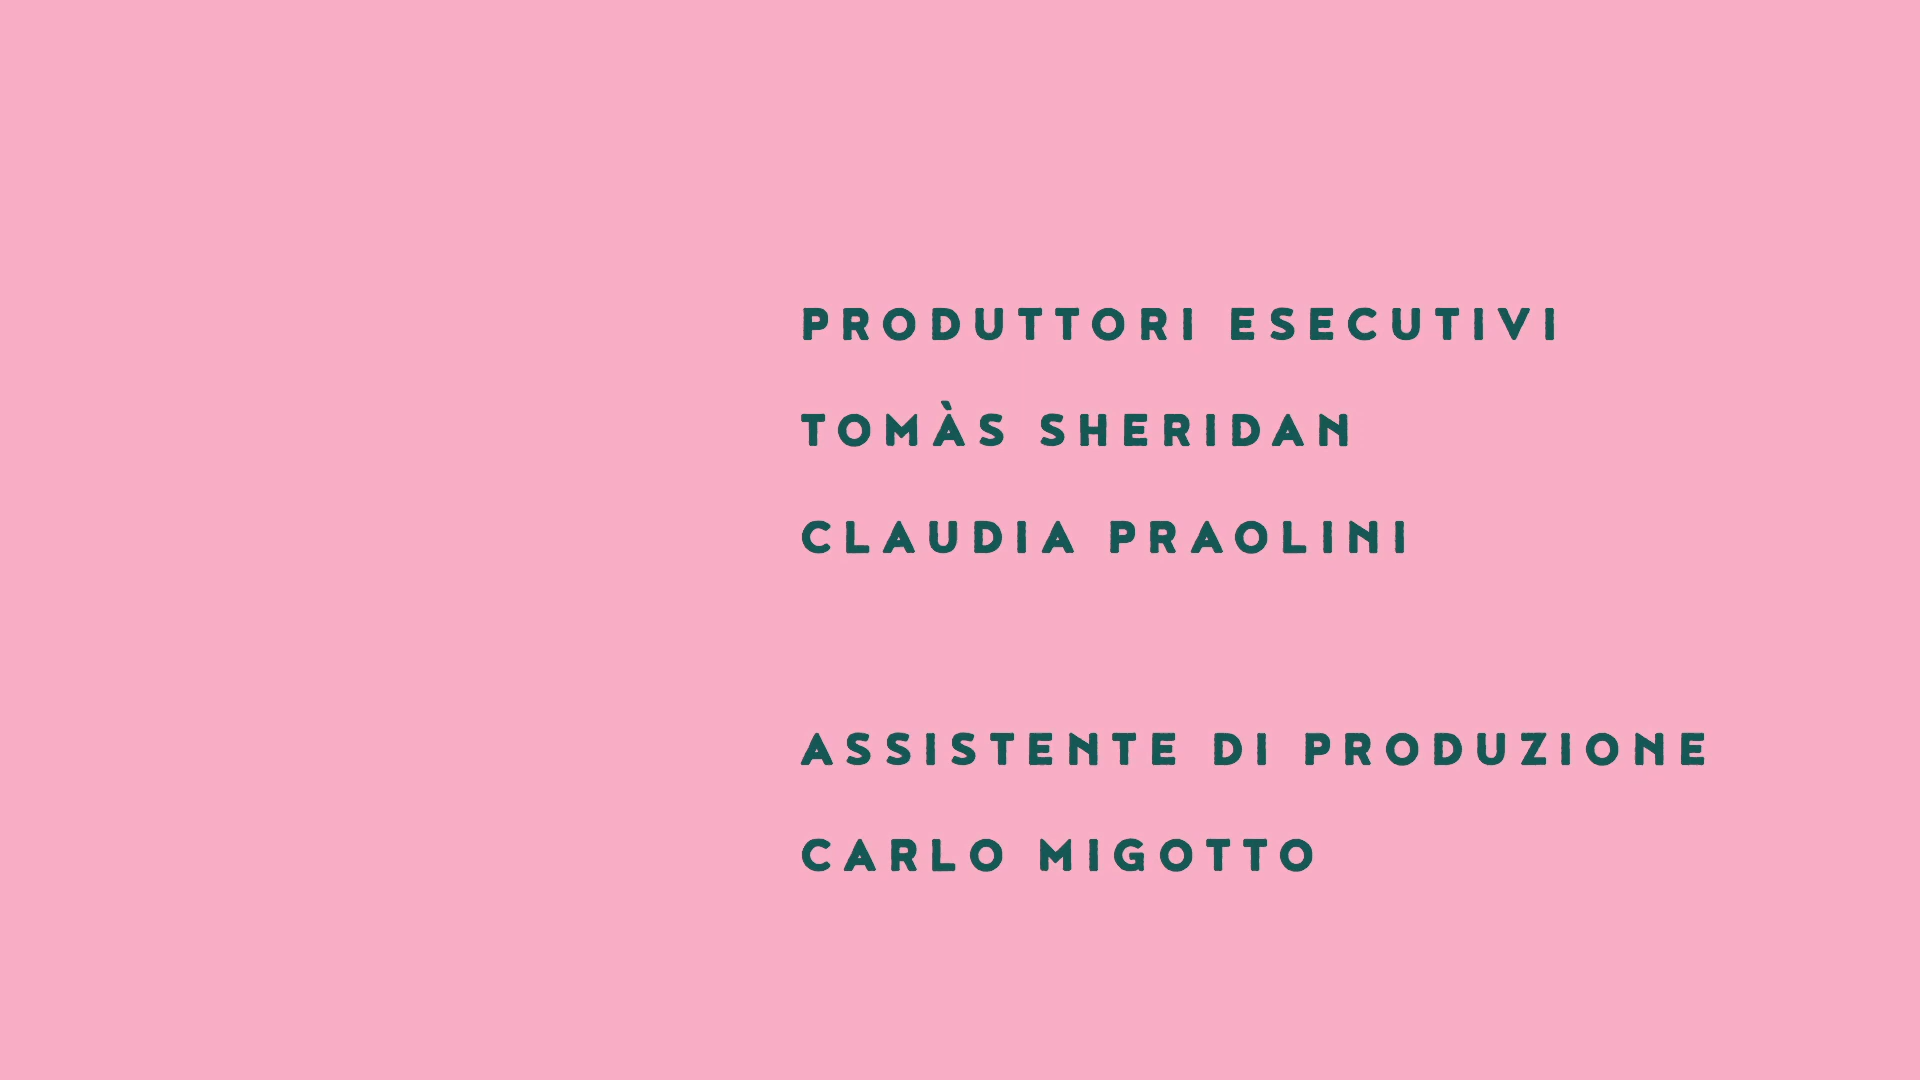 PRODUTTORI ESECUTIVI
TOMÀS SHERIDAN
CLAUDIA PRAOLINI
ASSISTENTE DI PRODUZIONE
CARLO MIGOTTO